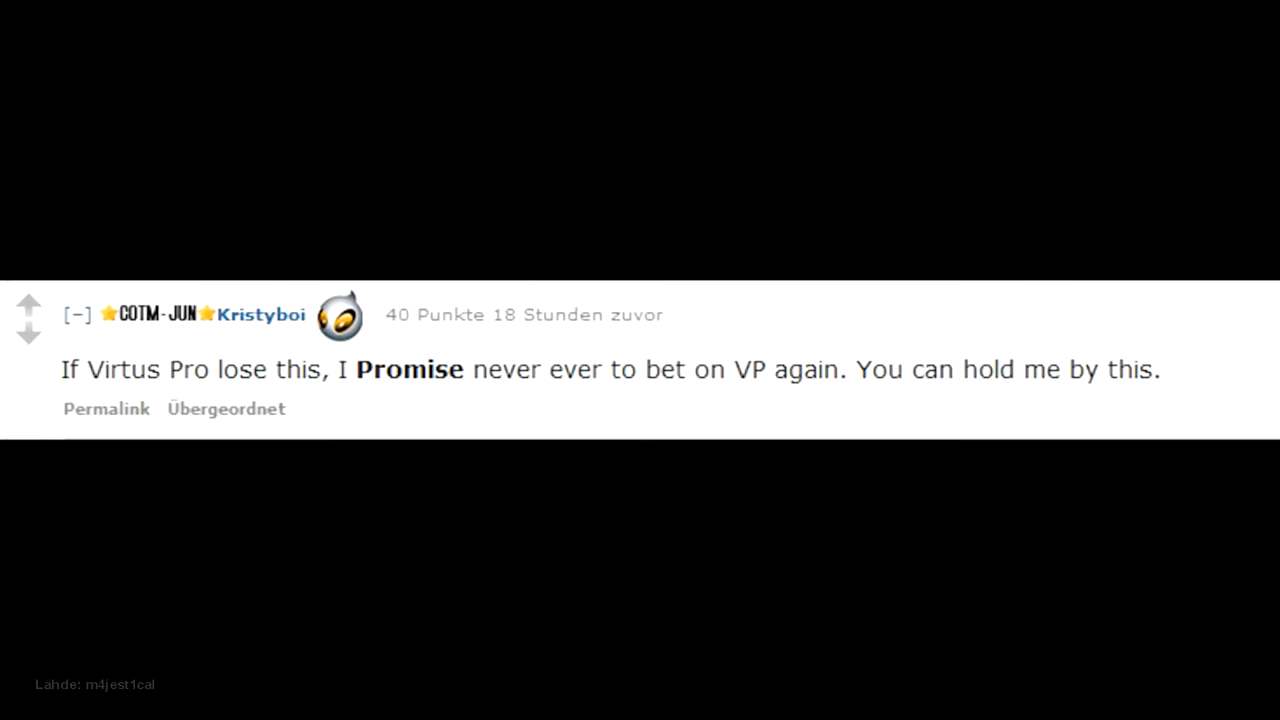 [-] COTM-JUN Kristyboi 40 Punkte 18 Stunden zuvor
If Virtus Pro lose this, I Promise never ever to bet on VP again. You can hold me by this.
Permalink Übergeordnet
Lähde: m4jest1cal